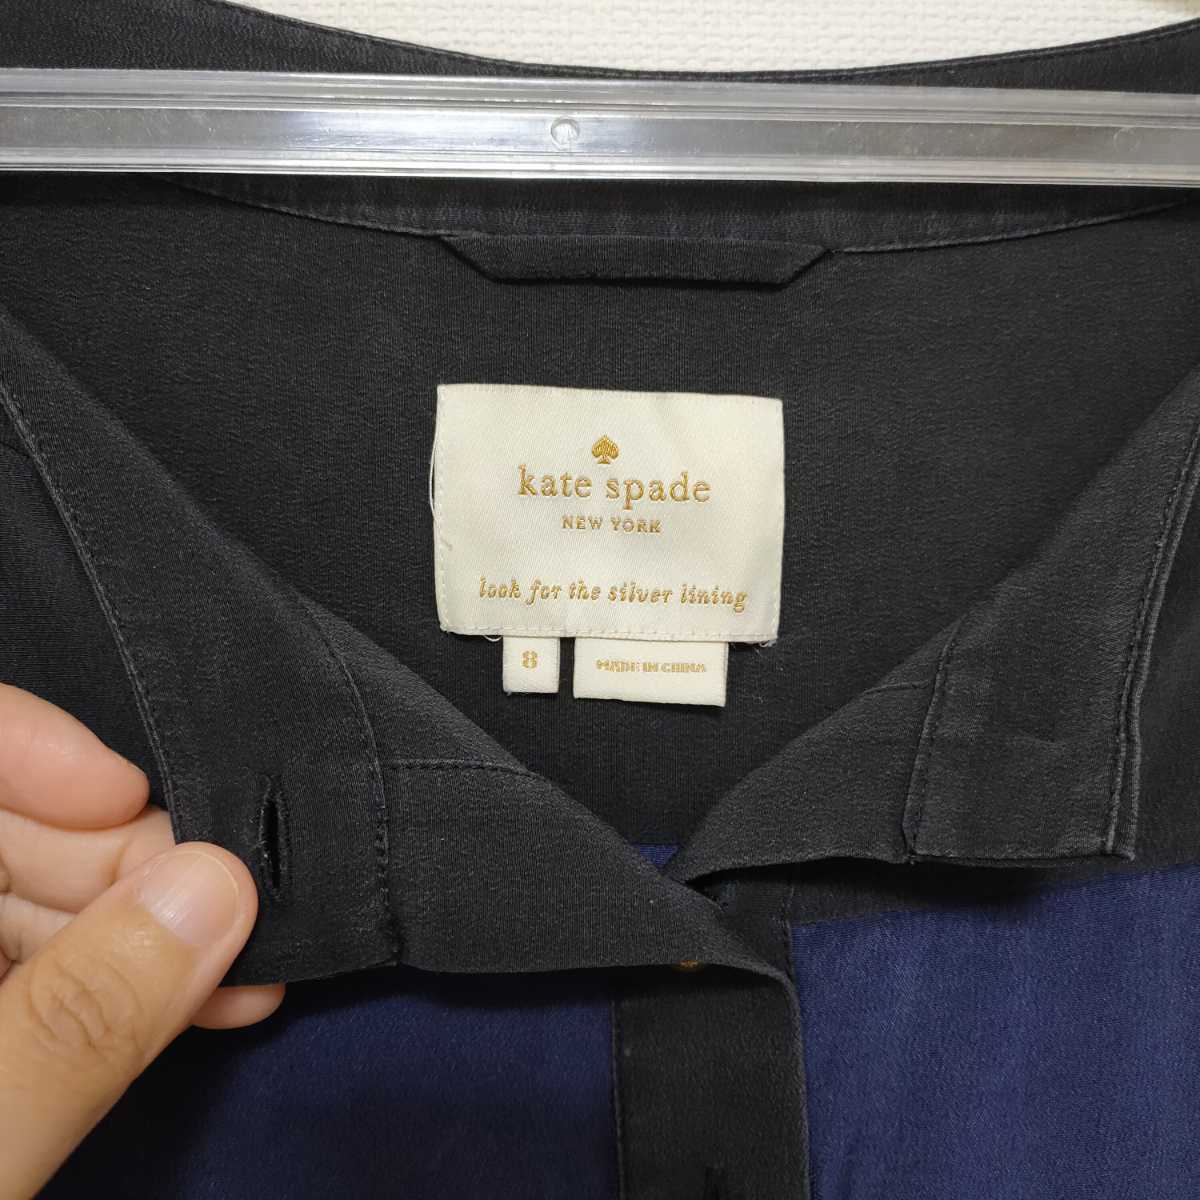 kate spade
NEW YORK
look for the silver lining
8
MADE IN CHINA